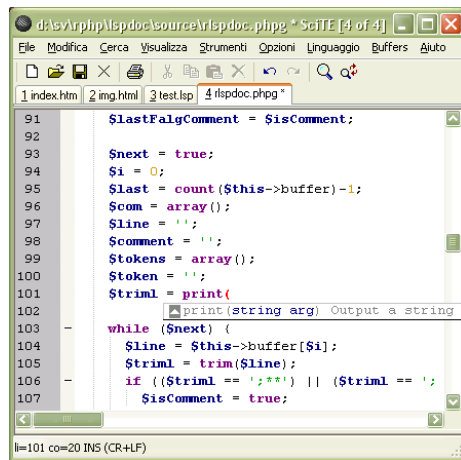 d:\sv\rphp\lspdoc\source\rlspdoc.phpg * SciTE [4 of 4]
File Modifica Cerca Visualizza Strumenti Opzioni Linguaggio Buffers Aiuto
1 index.htm 2 img.html 3 test.lsp 4 rlspdoc.phpg *
91 $lastFalgComment = $isComment;
92
93 $next = true;
94 $i = 0;
95 $last = count($this->buffer)-1;
96 $com = array();
97 $line = '';
98 $comment = '';
99 $tokens = array();
100 $token = '';
101 $triml = print(
102 print(string arg) Output a string
103 while ($next) {
104 $line = $this->buffer[$i];
105 $triml = trim($line);
106 if (($triml == ';**') || ($triml == ';
107 $isComment = true;
li=101 co=20 INS (CR+LF)